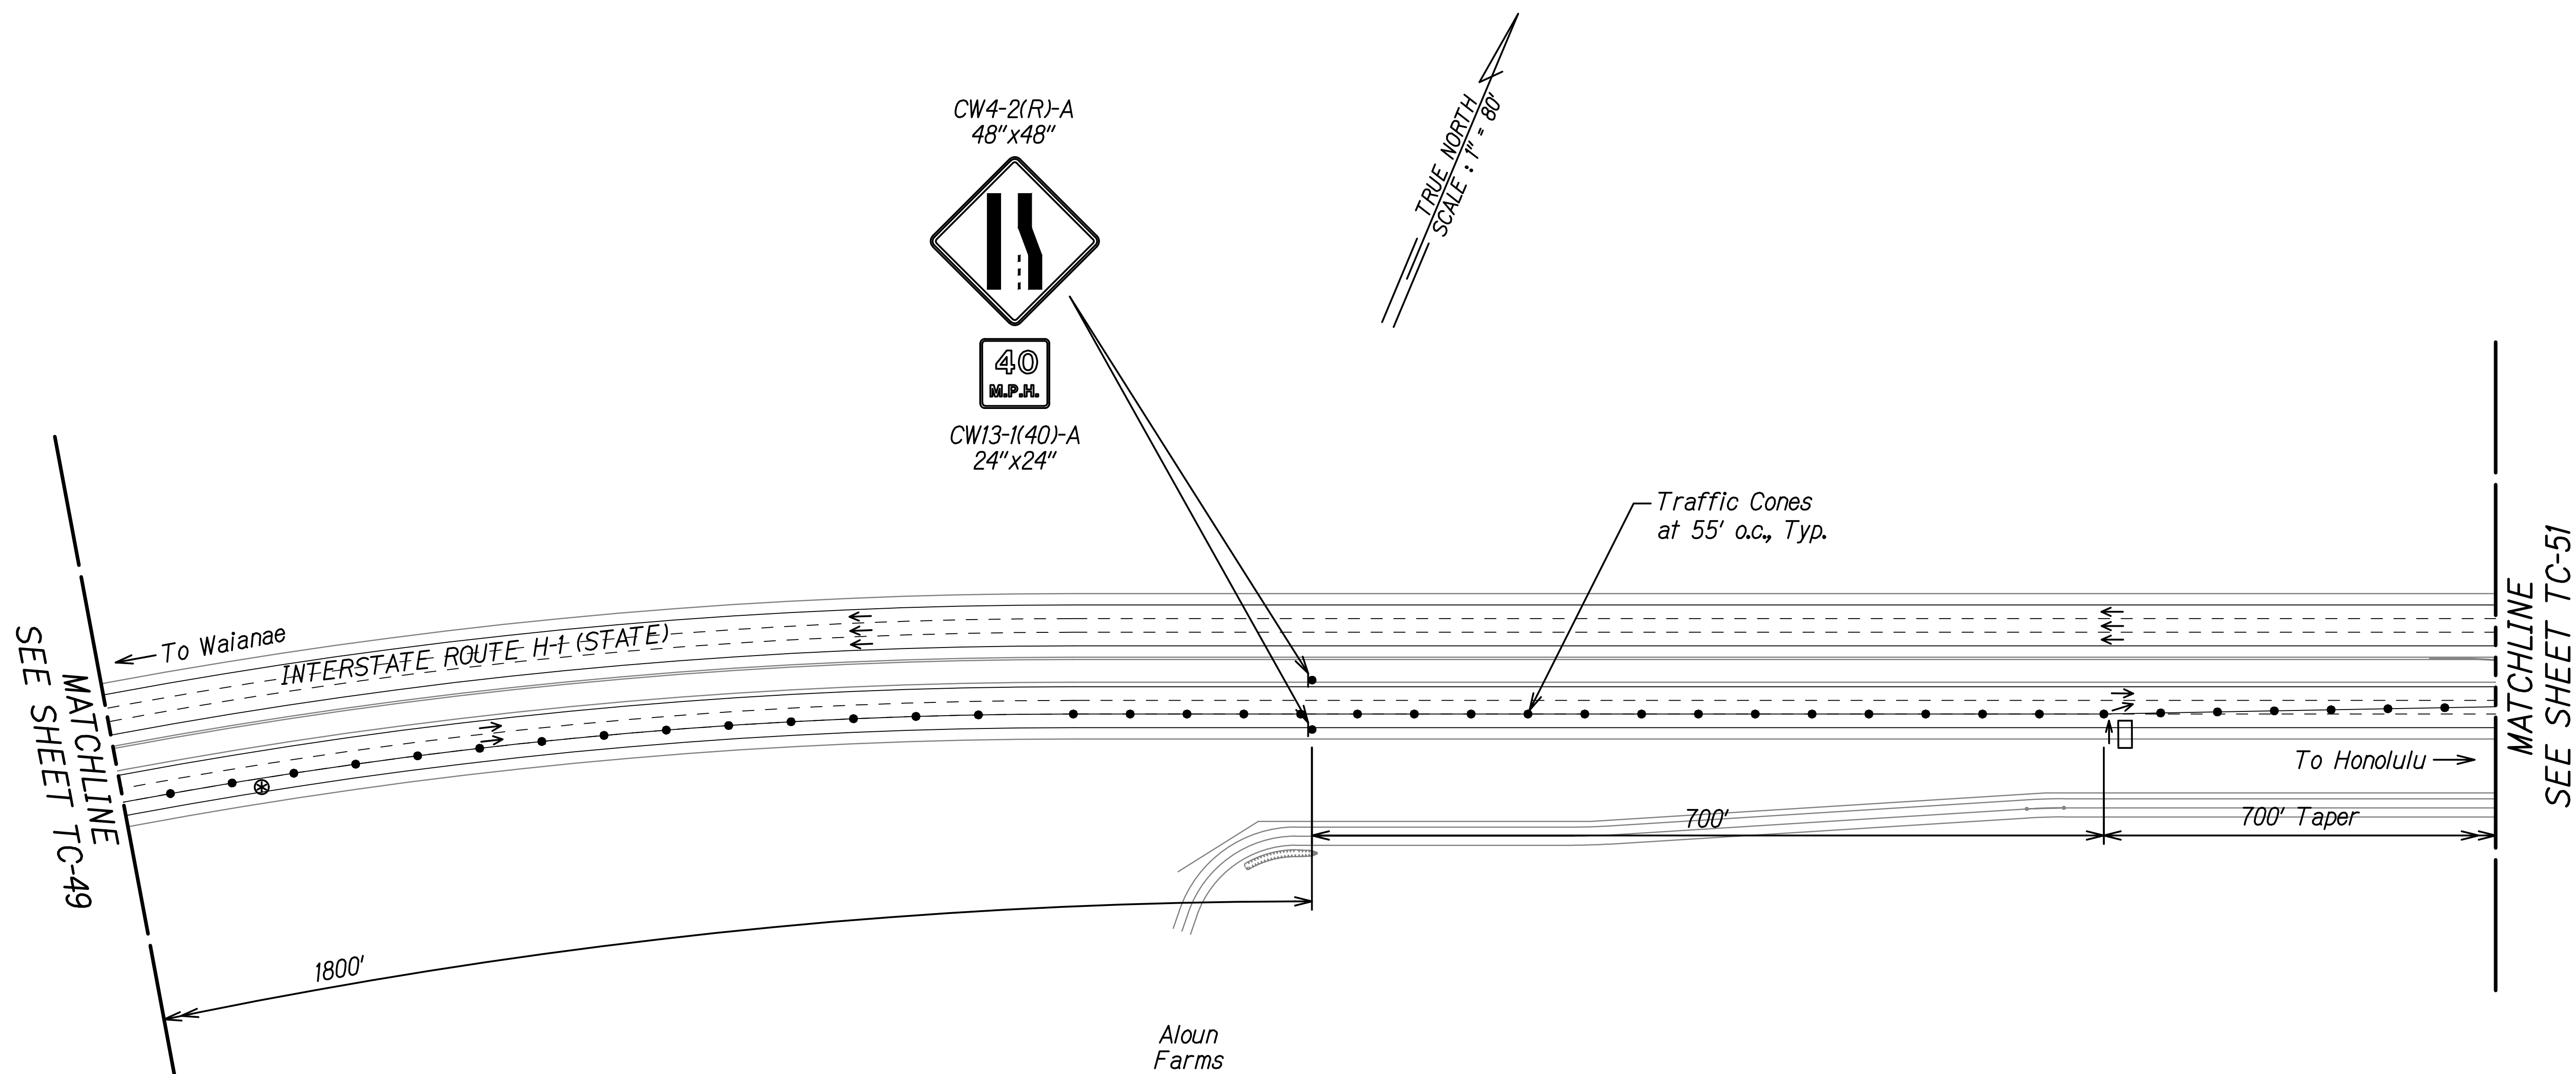 CW4-2(R)-A
48"x48"
40
M.P.H.
CW13-1(40)-A
24"x24"
TRUE NORTH
SCALE : 1" = 80'
Traffic Cones
at 55' o.c., Typ.
To Waianae
INTERSTATE ROUTE H-1 (STATE)
MATCHLINE
SEE SHEET TC-49
MATCHLINE
SEE SHEET TC-51
To Honolulu
700'
700' Taper
1800'
Aloun
Farms